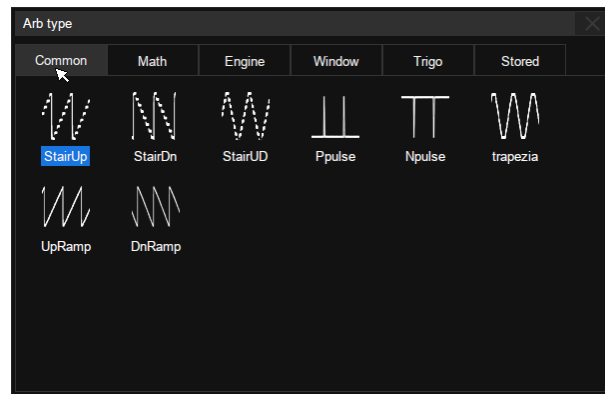 Arb type
Common Math Engine Window Trigo Stored
StairUp StairDn StairUD Ppulse Npulse trapezia
UpRamp DnRamp